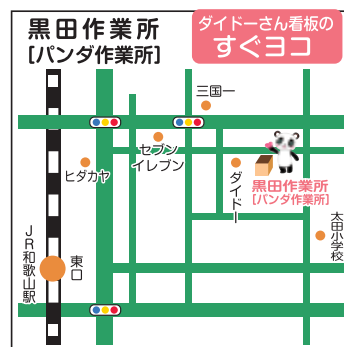 黒田作業所
[パンダ作業所]
ダイドーさん看板の
すぐヨコ
三国一
セブン
イレブン
ヒダカヤ
ダイドー
黒田作業所
[パンダ作業所]
太田小学校
JR和歌山駅
東口